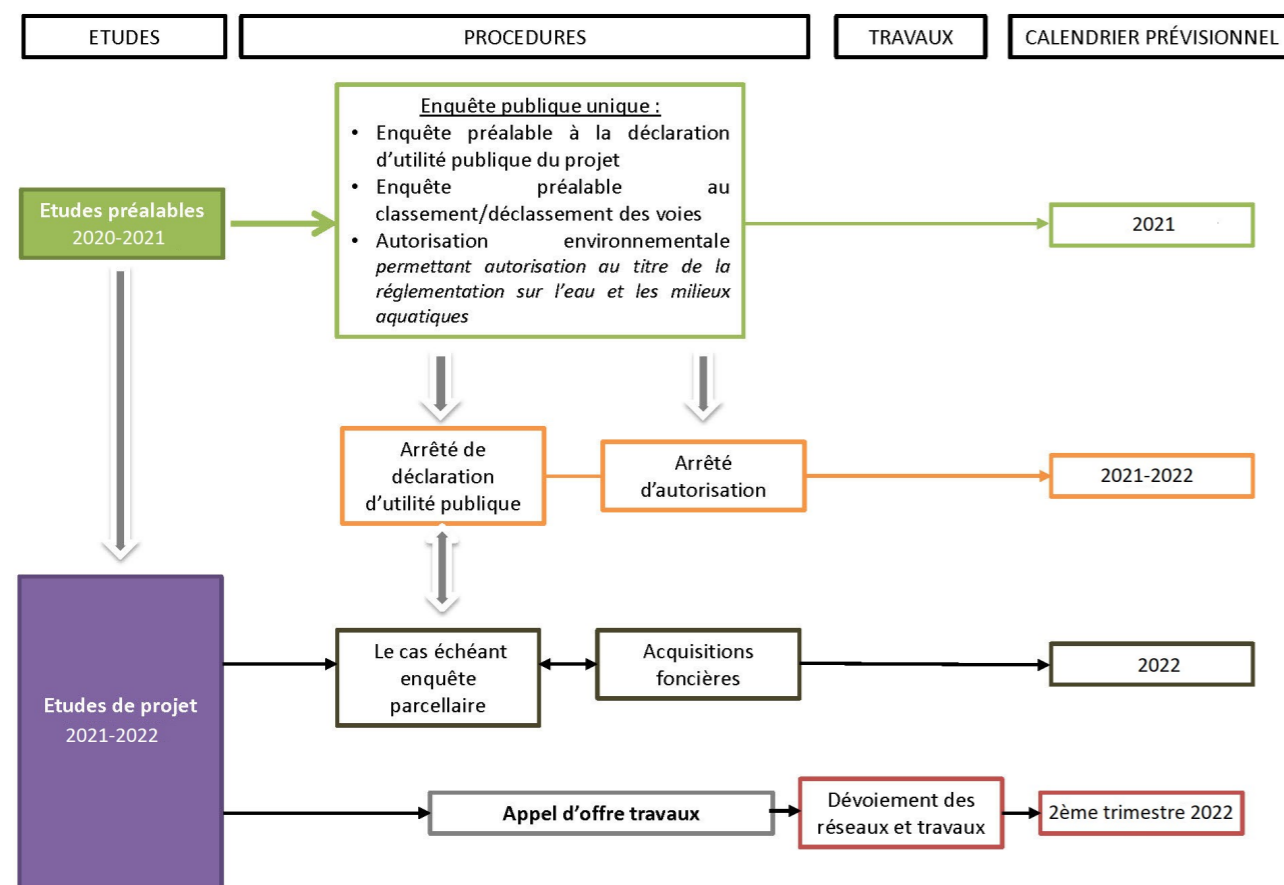 ETUDES
PROCEDURES
TRAVAUX
CALENDRIER PRÉVISIONNEL
Enquête publique unique :
• Enquête préalable à la déclaration
d’utilité publique du projet
• Enquête préalable au
classement/déclassement des voies
• Autorisation environnementale
permettant autorisation au titre de la
réglementation sur l’eau et les milieux
aquatiques
Etudes préalables
2020-2021
2021
Arrêté de
déclaration
d’utilité publique
Arrêté
d’autorisation
2021-2022
Etudes de projet
2021-2022
Le cas échéant
enquête
parcellaire
Acquisitions
foncières
2022
Appel d’offre travaux
Dévoiement des
réseaux et travaux
2ème trimestre 2022